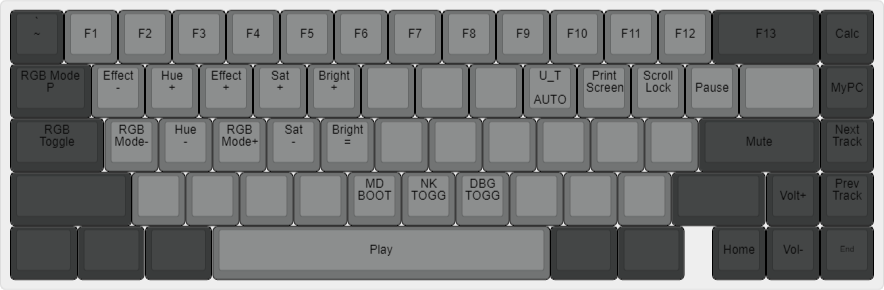 ` 
~
F1
F2
F3
F4
F5
F6
F7
F8
F9
F10
F11
F12
F13
Calc
RGB Mode
P
Effect
-
Hue
+
Effect
+
Sat
+
Bright
+
U_T
AUTO
Print
Screen
Scroll
Lock
Pause
MyPC
RGB
Toggle
RGB
Mode-
Hue
-
RGB
Mode+
Sat
-
Bright
=
Mute
Next
Track
MD
BOOT
NK
TOGG
DBG
TOGG
Volt+
Prev
Track
Play
Home
Vol-
End